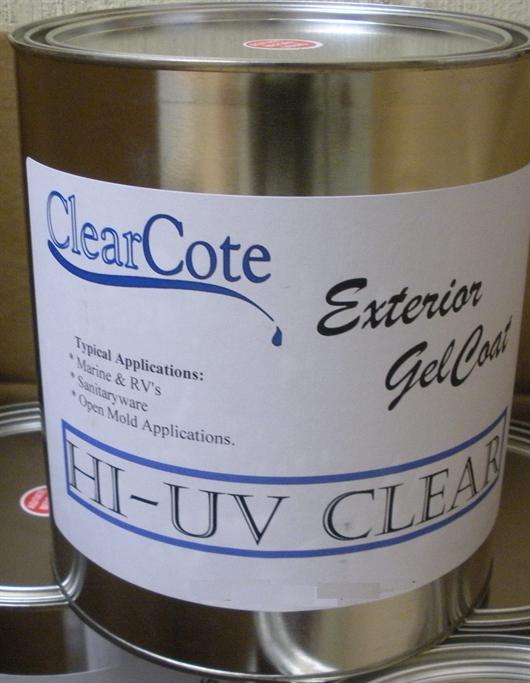 ClearCote
Exterior
GelCoat
Typical Applications:
* Marine & RV's
* Sanitaryware
* Open Mold Applications.
HI-UV CLEAR